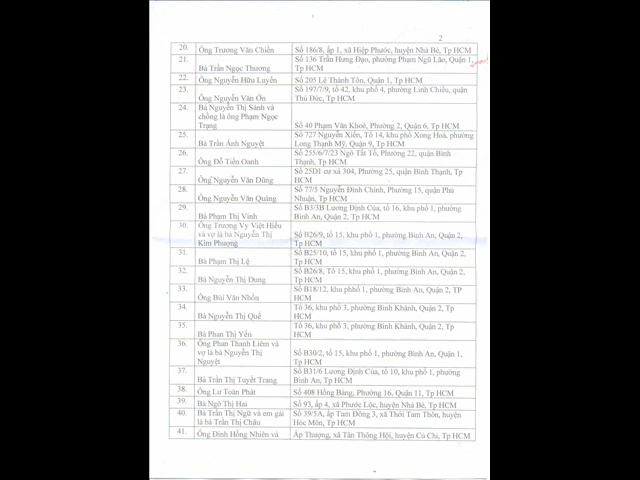 2
20. Ông Trương Văn Chiến Số 186/8, ấp 1, xã Hiệp Phước, huyện Nhà Bè, Tp HCM
21. Bà Trần Ngọc Thương Số 136 Trần Hưng Đạo, phường Phạm Ngũ Lão, Quận 1,
Tp HCM
22. Ông Nguyễn Hữu Luyến Số 205 Lê Thánh Tôn, Quận 1, Tp HCM
23. Ông Nguyễn Văn Ổn Số 197/7/9, tổ 42, khu phố 4, phường Linh Chiểu, quận
Thủ Đức, Tp HCM
24. Bà Nguyễn Thị Sánh và
chồng là ông Phạm Ngọc
Trạng Số 40 Phạm Văn Khoẻ, Phường 2, Quận 6, Tp HCM
25. Bà Trần Ánh Nguyệt Số 727 Nguyễn Xiển, Tổ 14, khu phố Xong Hoà, phường
Long Thạnh Mỹ, Quận 9, Tp HCM
26. Ông Đỗ Tiến Oanh Số 255/6/7/23 Ngô Tất Tố, Phường 22, quận Bình
Thạnh, Tp HCM
27. Ông Nguyễn Văn Dũng Số 25D1 cư xá 304, Phường 25, quận Bình Thạnh, Tp
HCM
28. Ông Nguyễn Văn Quảng Số 77/5 Nguyễn Đình Chính, Phường 15, quận Phú
Nhuận, Tp HCM
29. Bà Phạm Thị Vinh Số B3/3B Lương Định Của, tổ 16, khu phố 1, phường
Bình An, Quận 2, Tp HCM
30. Ông Trương Vy Việt Hiếu
và vợ là bà Nguyễn Thị
Kim Phượng Số B26/9, tổ 15, khu phố 1, phường Bình An, Quận 2,
Tp HCM
31. Bà Phạm Thị Lệ Số B25/10, tổ 15, khu phố 1, phường Bình An, Quận 2,
Tp HCM
32. Bà Nguyễn Thị Dung Số B26/8, Tổ 15, khu phố 1, phường Bình An, Quận 2,
Tp HCM
33. Ông Bùi Văn Nhồn Số B18/12, khu phhố 1, phường Bình An, Quận 2, TP
HCM
34. Bà Nguyễn Thị Quế Tổ 36, khu phố 3, phường Bình Khánh, Quận 2, Tp
HCM
35. Bà Phan Thị Yến Tổ 36, khu phố 3, phường Bình Khánh, Quận 2, Tp
HCM
36. Ông Phan Thanh Liêm và
vợ là bà Nguyễn Thị
Nguyệt Số B30/2, tổ 15, khu phố 1, phường Bình An, Quận 1,
Tp HCM
37. Bà Trần Thị Tuyết Trang Số B31/6 Lương Định Của, tổ 10, khu phố 1, phường
Bình An, Tp HCM
38. Ông Lư Toàn Phát Số 408 Hồng Bàng, Phường 16, Quận 11, Tp HCM
39. Bà Ngô Thị Hai Số 93, ấp 4, xã Phước Lộc, huyện Nhà Bè, Tp HCM
40. Bà Trần Thị Ngữ và em gái
là bà Trần Thị Châu Số 39/5A, ấp Tam Đông 3, xã Thới Tam Thôn, huyện
Hóc Môn, Tp HCM
41. Ông Đinh Hồng Nhiên và Ấp Thượng, xã Tân Thông Hội, huyện Củ Chi, Tp HCM